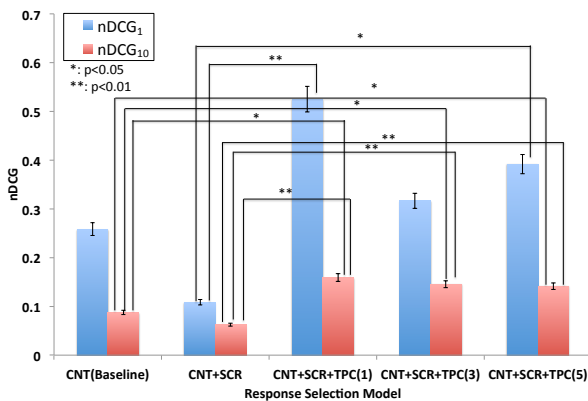 0.7
0.6
0.5
0.4
0.3
0.2
0.1
0
nDCG
nDCG1
nDCG10
*: p<0.05
**: p<0.01
*
**
*
*
*
**
**
**
CNT(Baseline)
CNT+SCR
CNT+SCR+TPC(1)
CNT+SCR+TPC(3)
CNT+SCR+TPC(5)
Response Selection Model